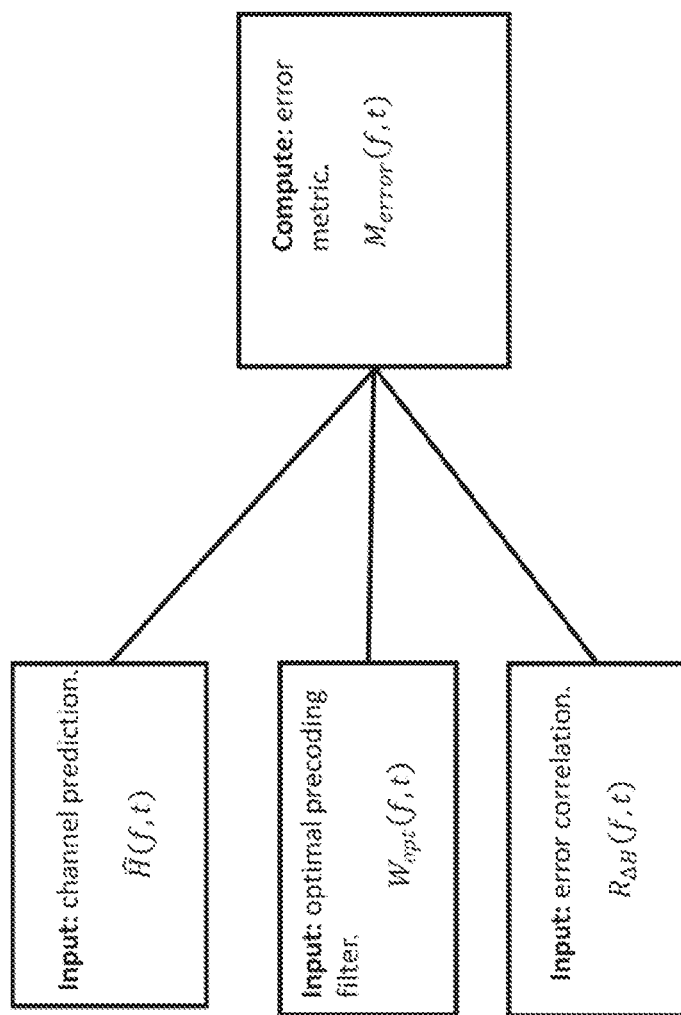 Input: channel prediction.
Ĥ(f,t)
Input: optimal precoding
filter.
W_opt(f,t)
Input: error correlation.
R_ΔH(f,t)
Compute: error
metric.
M_error(f,t)